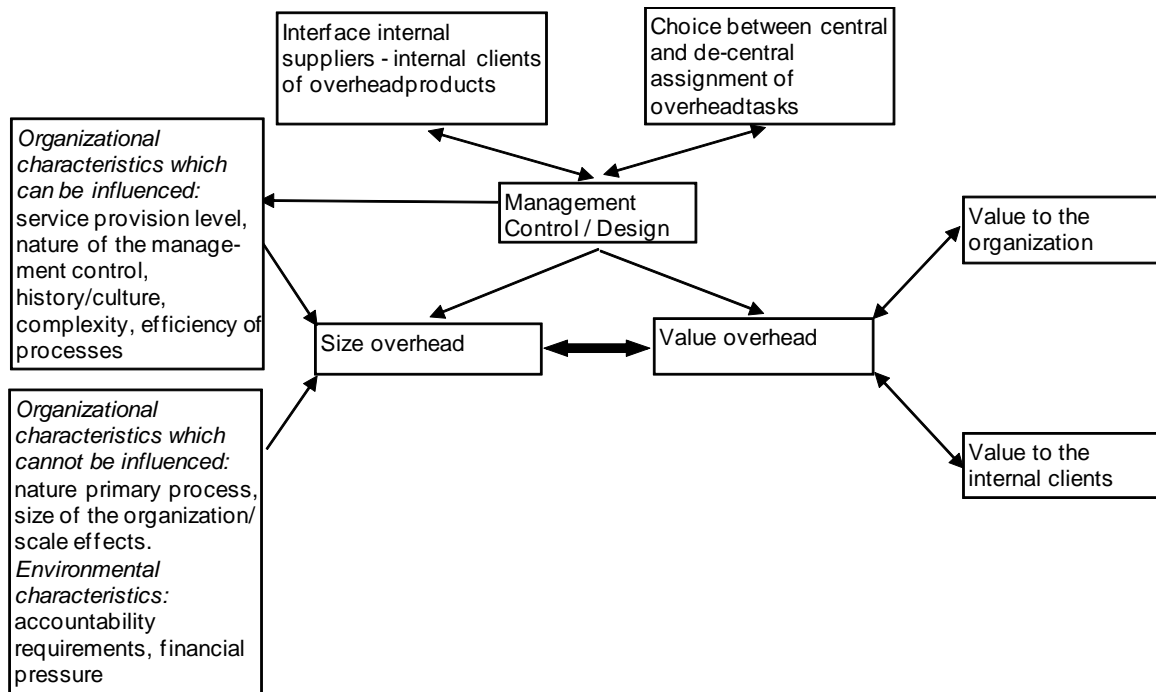 Interface internal
suppliers - internal clients
of overheadproducts
Choice between central
and de-central
assignment of
overheadtasks
Organizational
characteristics which
can be influenced:
service provision level,
nature of the manage-
ment control,
history/culture,
complexity, efficiency of
processes
Management
Control / Design
Value to the
organization
Size overhead
Value overhead
Organizational
characteristics which
cannot be influenced:
nature primary process,
size of the organization/
scale effects.
Environmental
characteristics:
accountability
requirements, financial
pressure
Value to the
internal clients